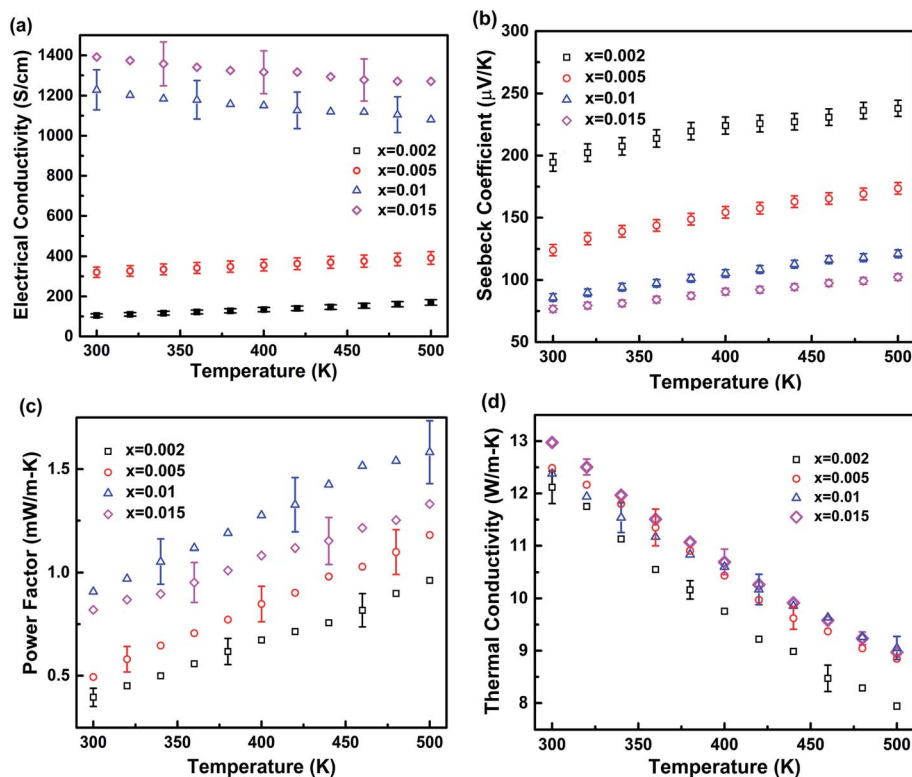 (a)
1400
1200
1000
800
600
400
200
0
300
350
400
450
500
Electrical Conductivity (S/cm)
Temperature (K)
x=0.002
x=0.005
x=0.01
x=0.015
(b)
300
250
200
150
100
50
300
350
400
450
500
Seebeck Coefficient (μV/K)
Temperature (K)
x=0.002
x=0.005
x=0.01
x=0.015
(c)
1.5
1.0
0.5
300
350
400
450
500
Power Factor (mW/m-K)
Temperature (K)
x=0.002
x=0.005
x=0.01
x=0.015
(d)
13
12
11
10
9
8
300
350
400
450
500
Thermal Conductivity (W/m-K)
Temperature (K)
x=0.002
x=0.005
x=0.01
x=0.015